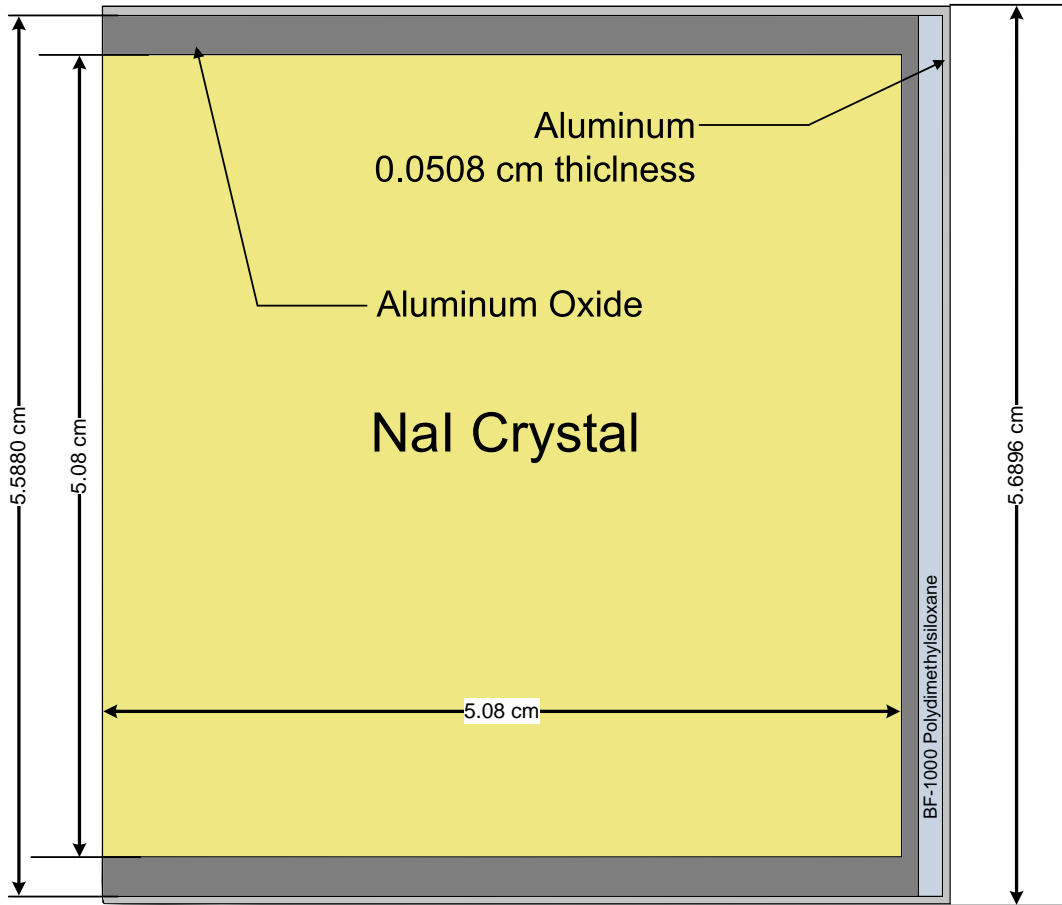 Aluminum
0.0508 cm thiclness
Aluminum Oxide
NaI Crystal
5.5880 cm
5.08 cm
5.6896 cm
5.08 cm
BF-1000 Polydimethylsiloxane